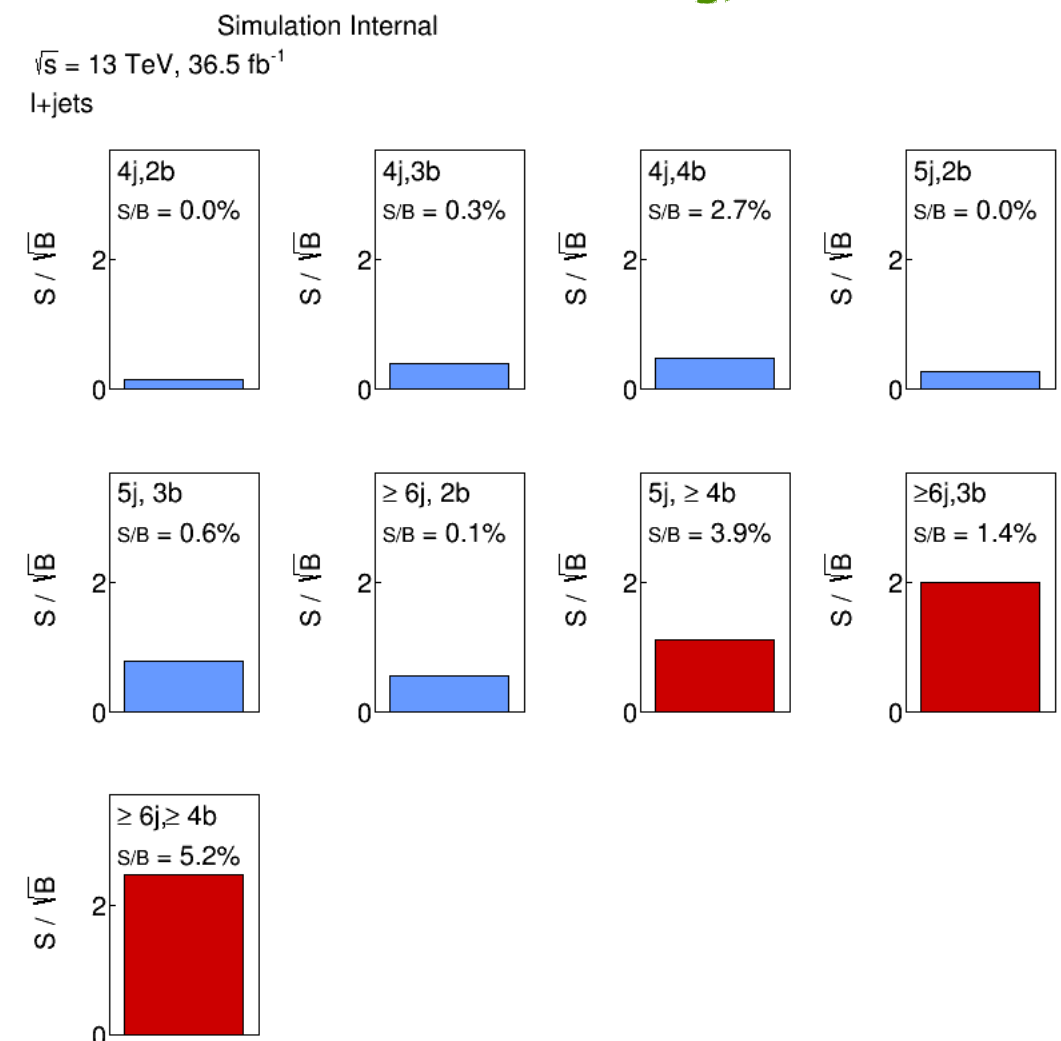 Simulation Internal
√s = 13 TeV, 36.5 fb⁻¹
l+jets
4j,2b
S/B = 0.0%
S / √B
2
0
4j,3b
S/B = 0.3%
S / √B
2
0
4j,4b
S/B = 2.7%
S / √B
2
0
5j,2b
S/B = 0.0%
S / √B
2
0
5j, 3b
S/B = 0.6%
S / √B
2
0
≥ 6j, 2b
S/B = 0.1%
S / √B
2
0
5j, ≥ 4b
S/B = 3.9%
S / √B
2
0
≥6j,3b
S/B = 1.4%
S / √B
2
0
≥ 6j,≥ 4b
S/B = 5.2%
S / √B
2
0